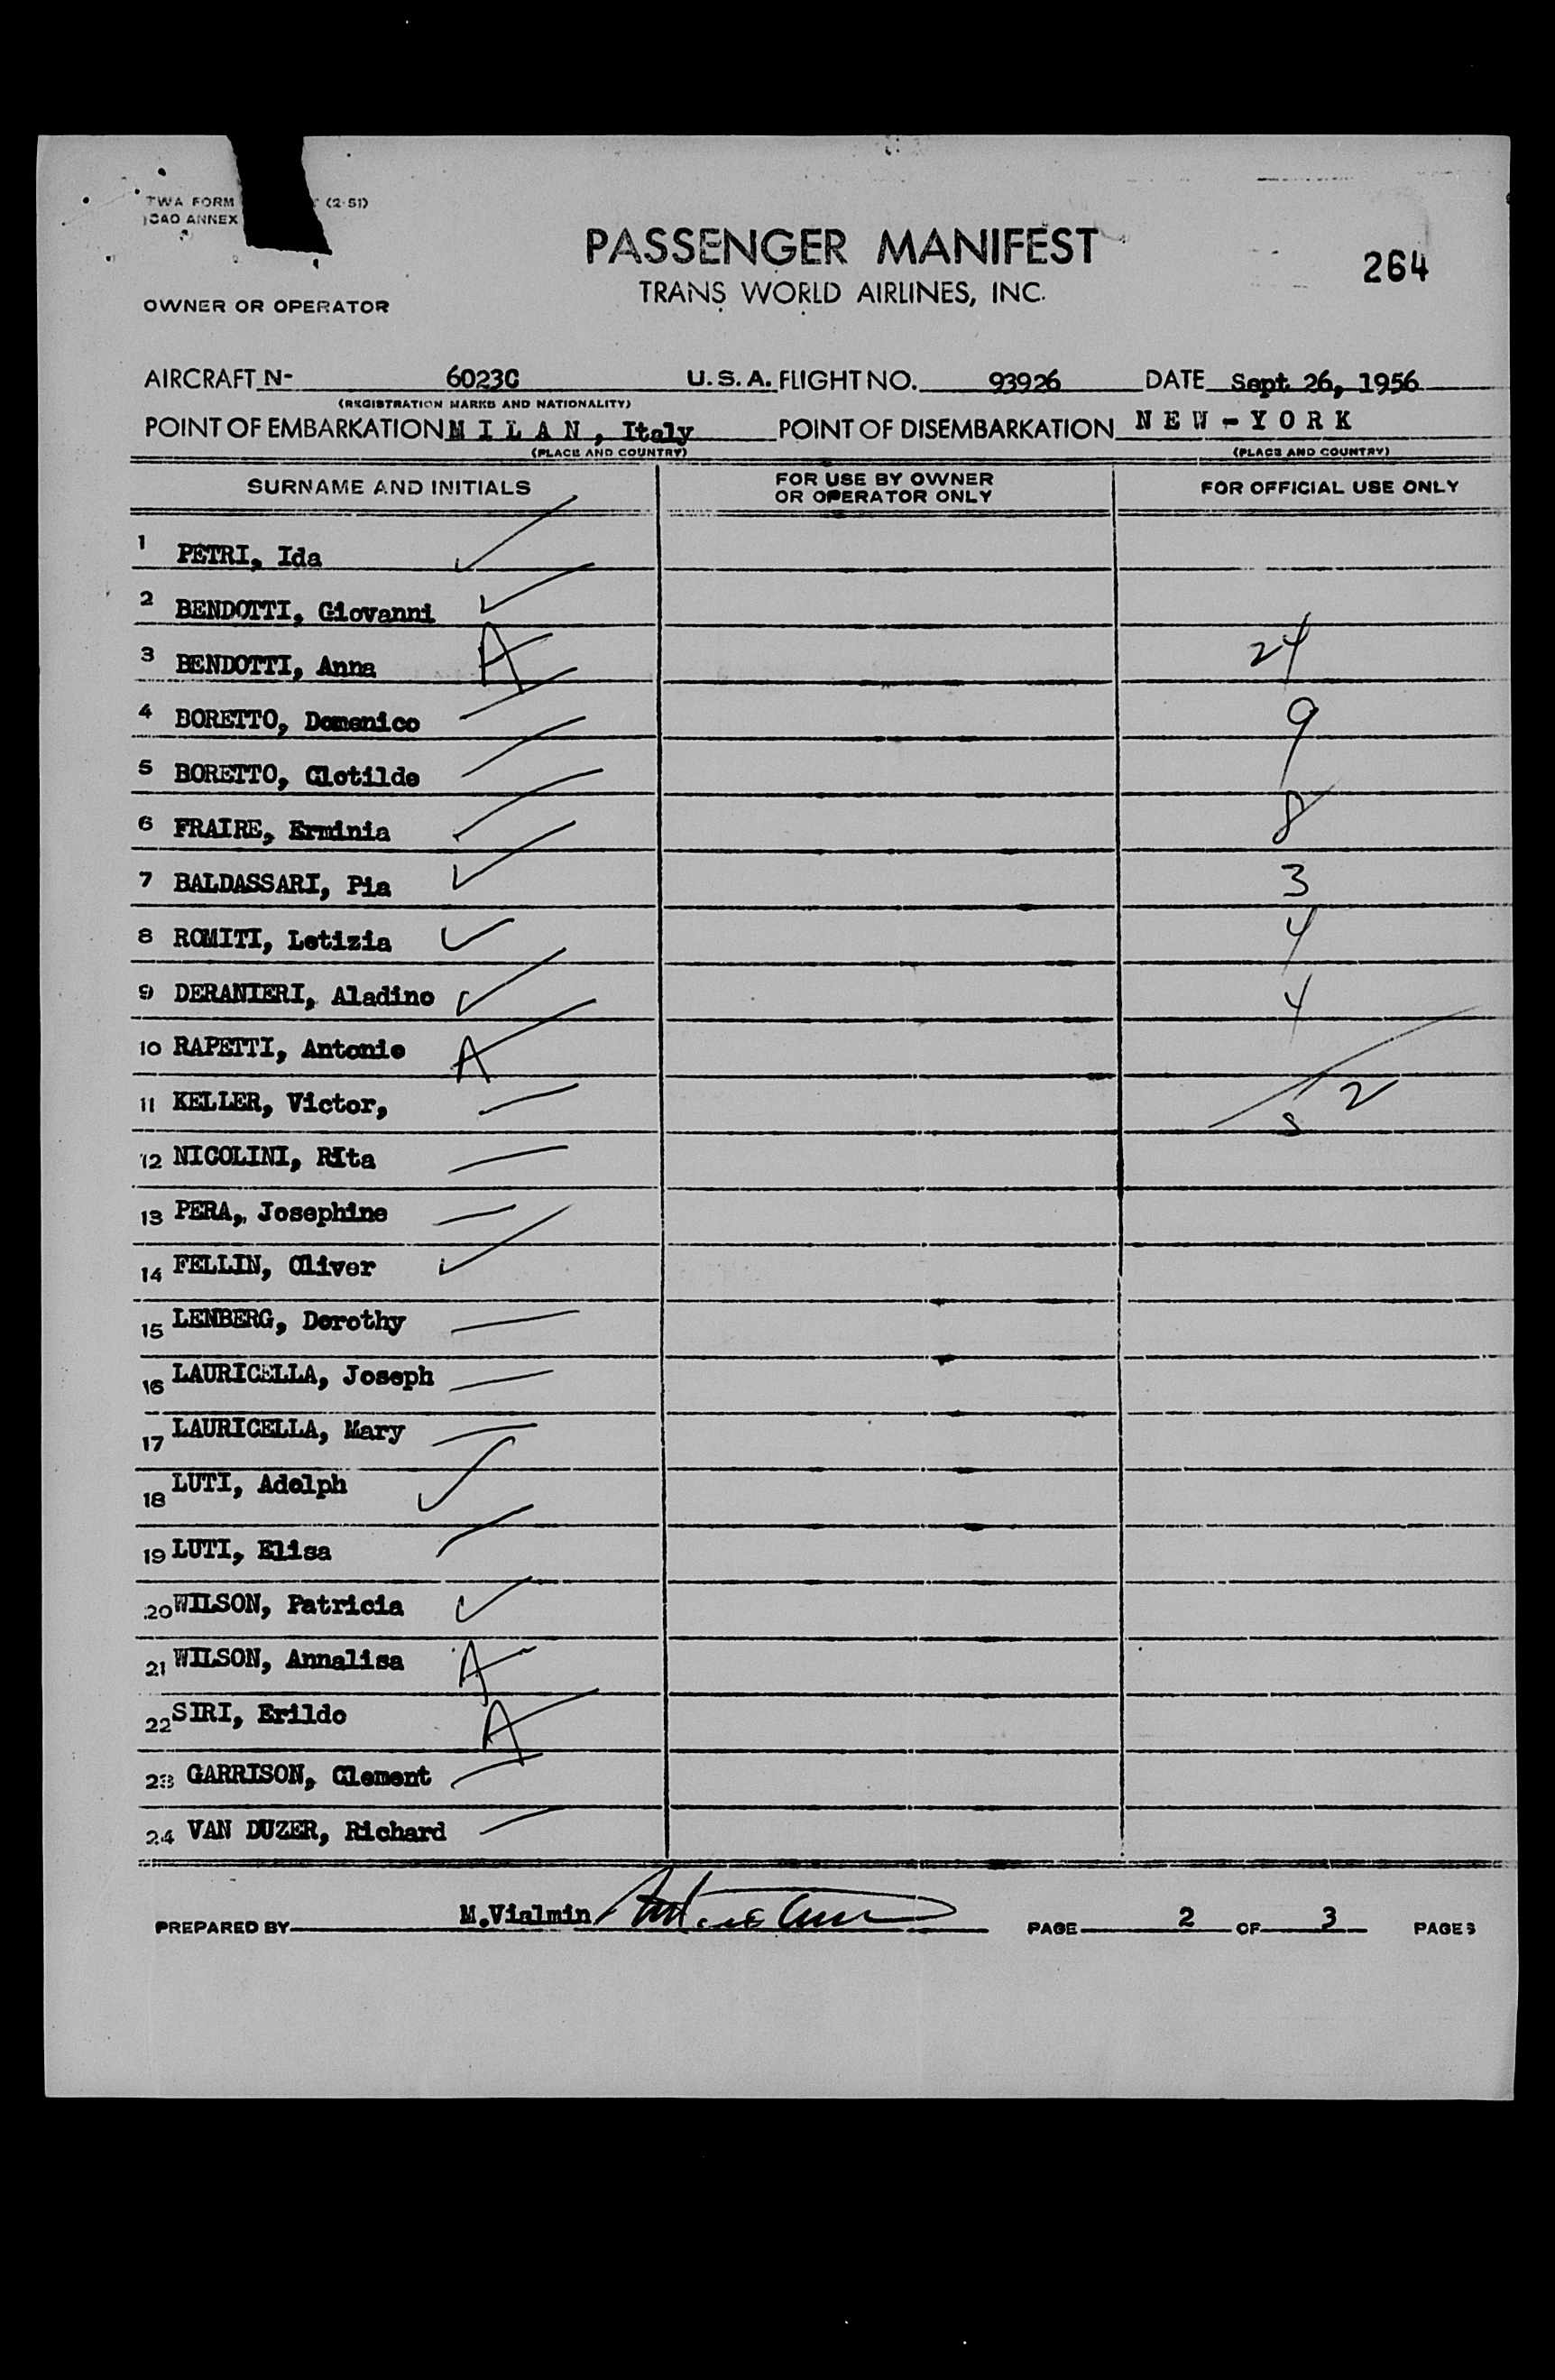 TWA FORM (2-51)
ICAO ANNEX
PASSENGER MANIFEST
264
TRANS WORLD AIRLINES, INC.
OWNER OR OPERATOR
AIRCRAFT N- 6023C U.S.A. FLIGHT NO. 93926 DATE Sept 26, 1956
(REGISTRATION MARKS AND NATIONALITY)
POINT OF EMBARKATION MILAN, Italy POINT OF DISEMBARKATION NEW-YORK
(PLACE AND COUNTRY) (PLACE AND COUNTRY)
SURNAME AND INITIALS FOR USE BY OWNER OR OPERATOR ONLY FOR OFFICIAL USE ONLY
1 PETRI, Ida
2 BENDOTTI, Giovanni
3 BENDOTTI, Anna A 24
4 BORETTO, Domenico 9
5 BORETTO, Clotilde
6 FRAIRE, Erminia 8
7 BALDASSARI, Pia 3
8 ROMITI, Letizia 4
9 DERANIERI, Aladino 4
10 RAPETTI, Antonio A
11 KELLER, Victor, 2
12 NICOLINI, RIta
13 PERA, Josephine
14 FELLIN, Oliver
15 LENBERG, Dorothy
16 LAURICELLA, Joseph
17 LAURICELLA, Mary
18 LUTI, Adolph
19 LUTI, Elisa
20 WILSON, Patricia
21 WILSON, Annalisa A
22 SIRI, Erildo A
23 GARRISON, Clement
24 VAN DUZER, Richard
PREPARED BY M.Vialmin PAGE 2 OF 3 PAGES